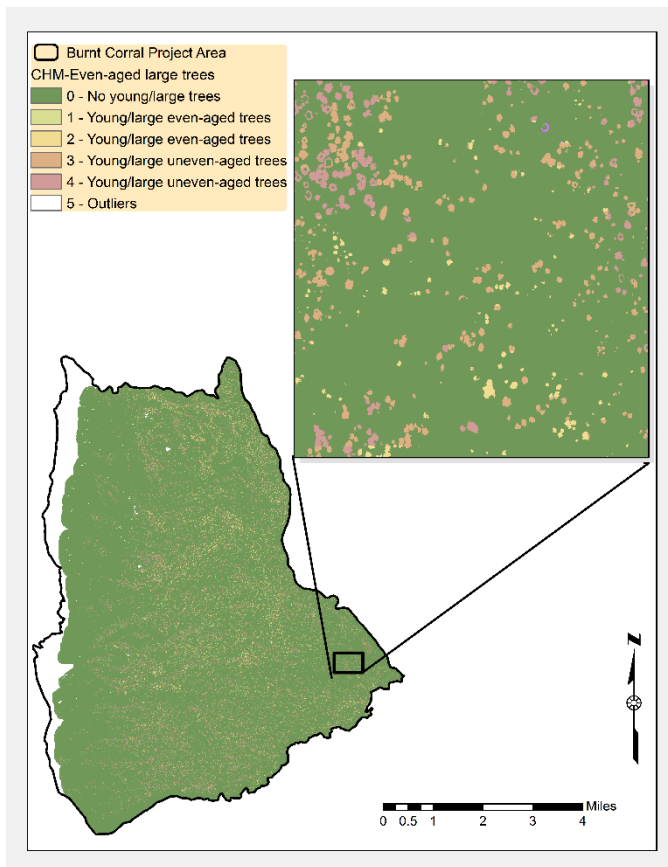 Burnt Corral Project Area
CHM-Even-aged large trees
0 - No young/large trees
1 - Young/large even-aged trees
2 - Young/large even-aged trees
3 - Young/large uneven-aged trees
4 - Young/large uneven-aged trees
5 - Outliers
N
Miles
0 0.5 1 2 3 4